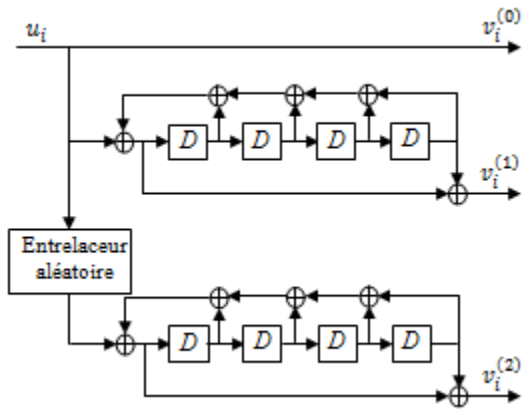 u_i
v_i^{(0)}
D D D D
v_i^{(1)}
Entrelaceur
aléatoire
D D D D
v_i^{(2)}